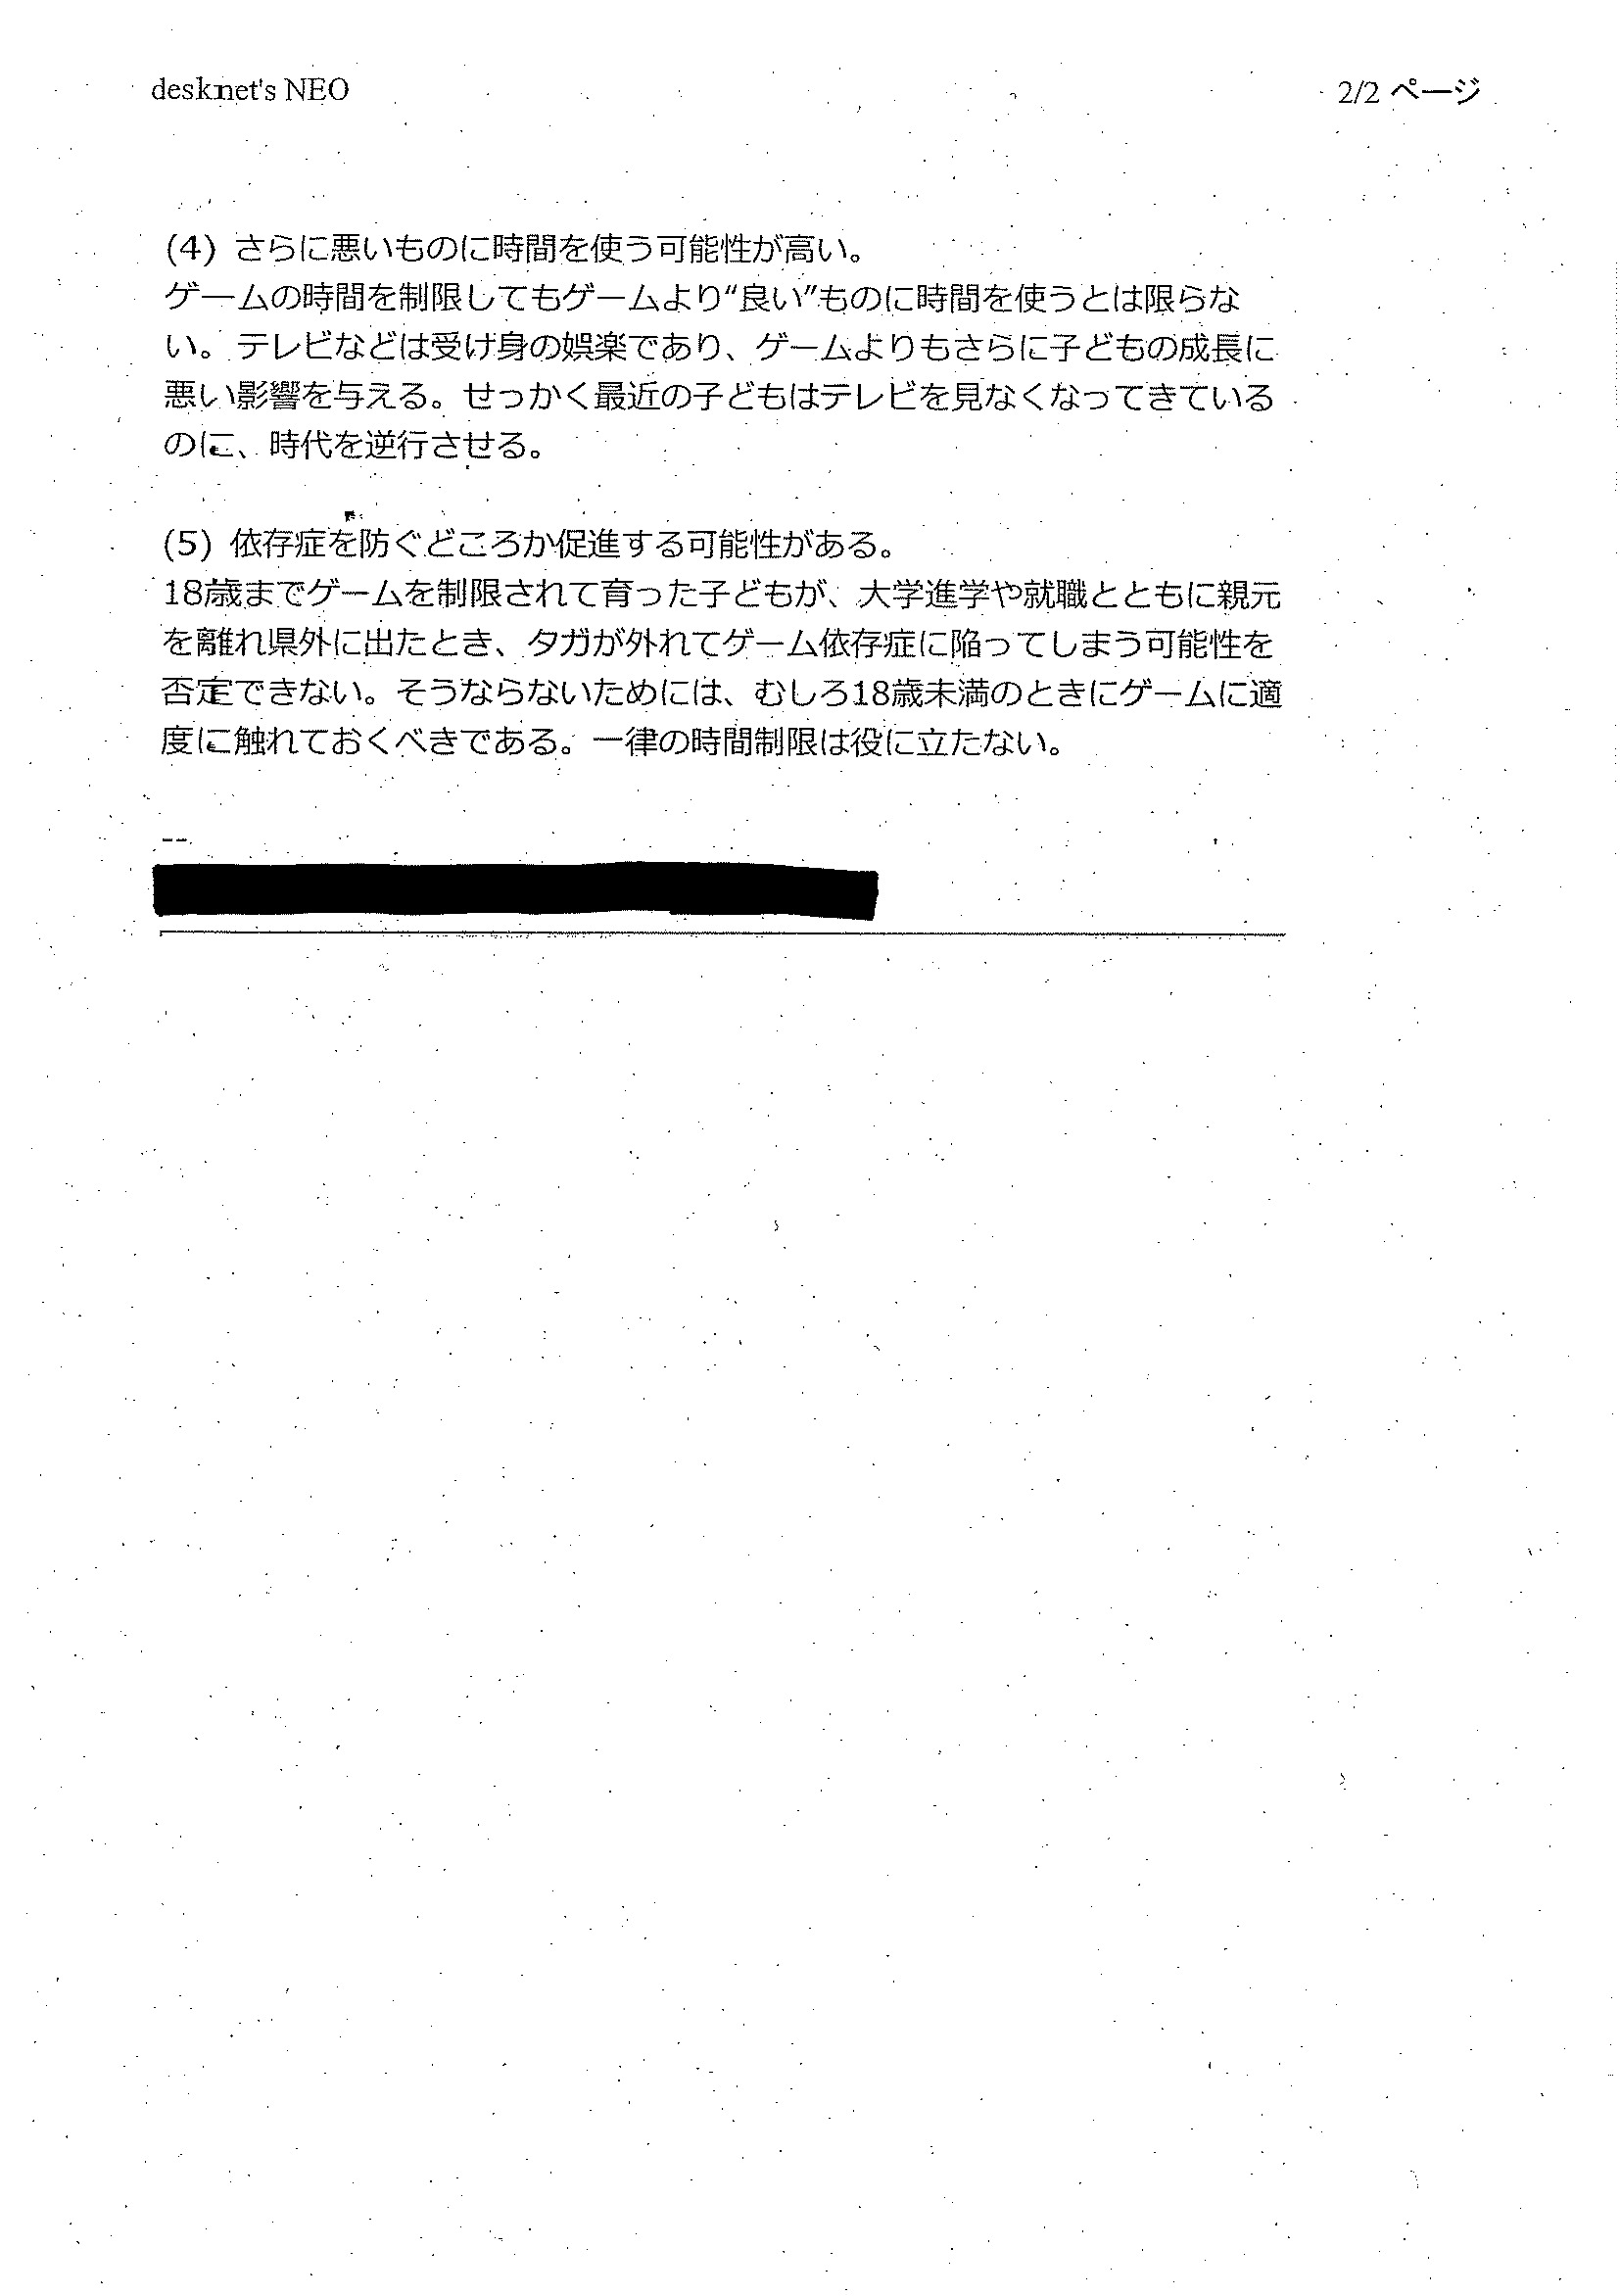 desknet's NEO
2/2 ページ
(4) さらに悪いものに時間を使う可能性が高い。
ゲームの時間を制限してもゲームより“良い”ものに時間を使うとは限らな
い。テレビなどは受け身の娯楽であり、ゲームよりもさらに子どもの成長に
悪い影響を与える。せっかく最近の子どもはテレビを見なくなってきている
のに、時代を逆行させる。
(5) 依存症を防ぐどころか促進する可能性がある。
18歳までゲームを制限されて育った子どもが、大学進学や就職とともに親元
を離れ県外に出たとき、タガが外れてゲーム依存症に陥ってしまう可能性を
否定できない。そうならないためには、むしろ18歳未満のときにゲームに適
度に触れておくべきである。一律の時間制限は役に立たない。
--